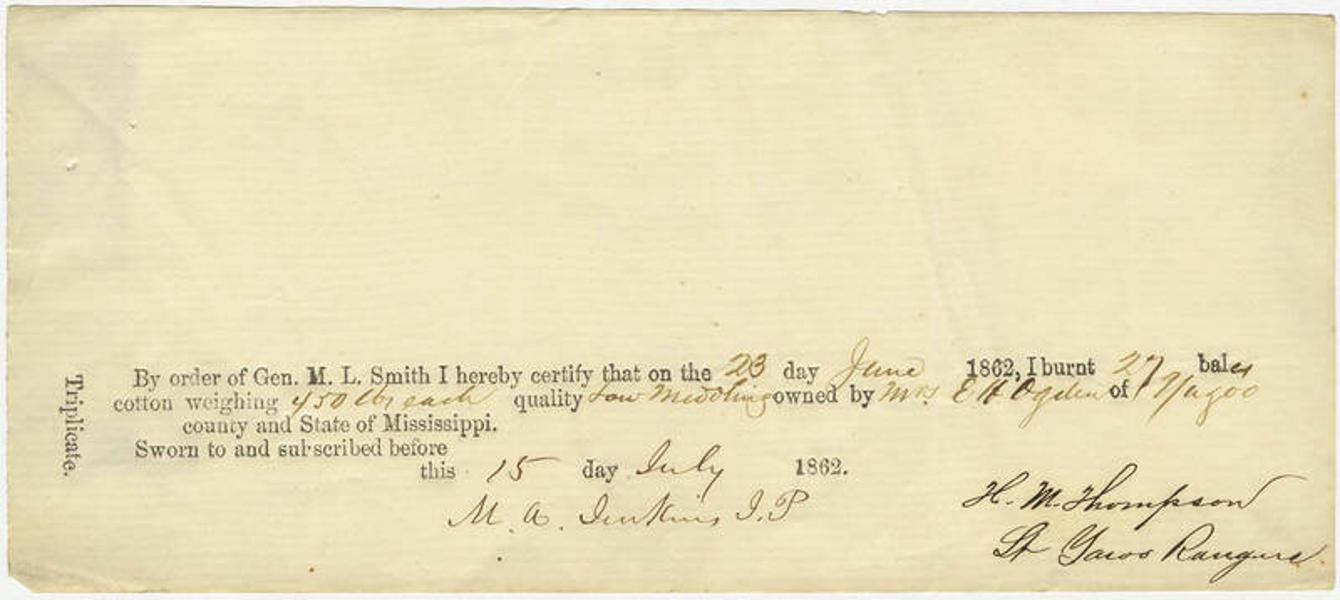 Triplicate.
By order of Gen. M. L. Smith I hereby certify that on the 23 day June 1862, I burnt 27 bales
cotton weighing 450 lbs each quality Low Middling owned by Mrs E H Ogden of Yazoo
county and State of Mississippi.
Sworn to and subscribed before
this 15 day July 1862.
M. A. Jenkins J.P
H. M. Thompson
Lt Yazoo Rangers